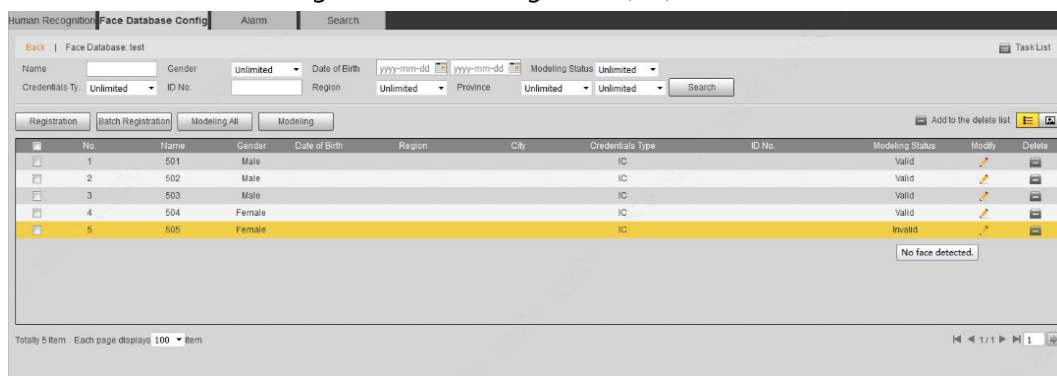 Human Recognition Face Database Config Alarm Search
Back | Face Database: test Task List
Name Gender Unlimited Date of Birth yyyy-mm-dd yyyy-mm-dd Modeling Status Unlimited
Credentials Ty... Unlimited ID No. Region Unlimited Province Unlimited Unlimited Search
Registration Batch Registration Modeling All Modeling Add to the delete list
No. Name Gender Date of Birth Region City Credentials Type ID No. Modeling Status Modify Delete
1 501 Male IC Valid
2 502 Male IC Valid
3 503 Male IC Valid
4 504 Female IC Valid
5 505 Female IC Invalid
No face detected.
Totally 5 Item Each page displays 100 Item 1 / 1 1